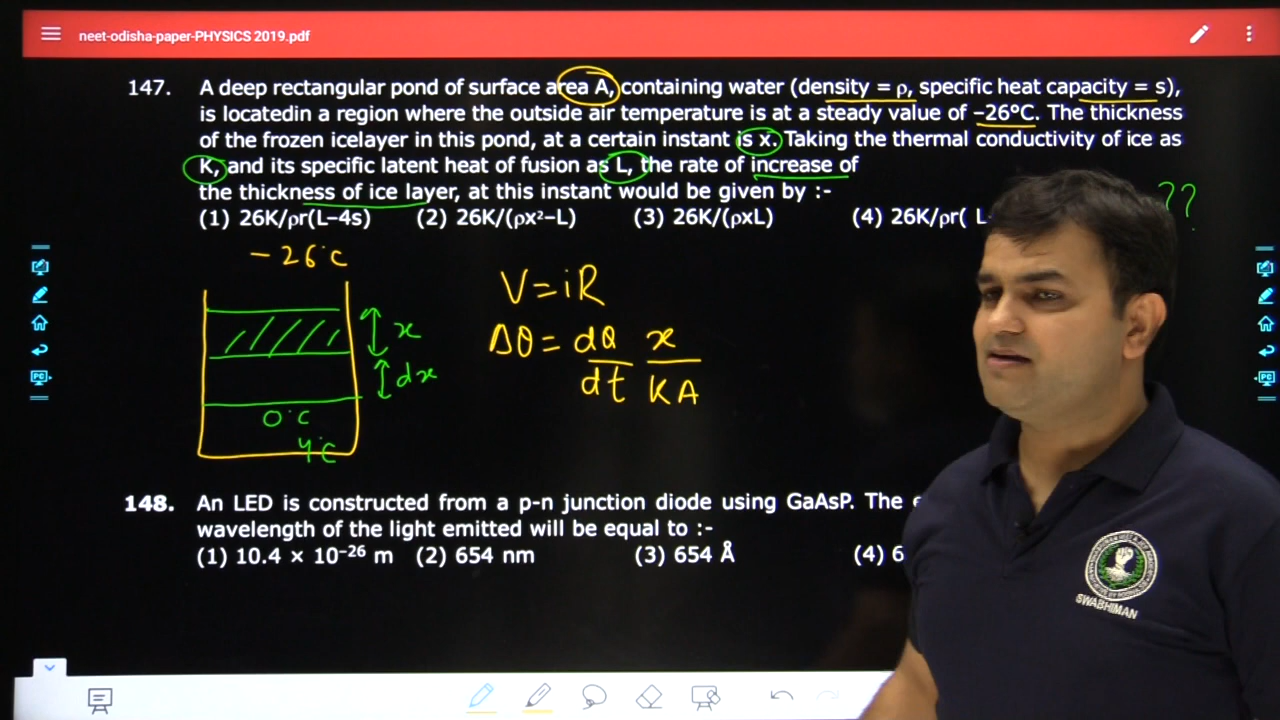 neet-odisha-paper-PHYSICS 2019.pdf
147. A deep rectangular pond of surface area A, containing water (density = ρ, specific heat capacity = s),
is locatedin a region where the outside air temperature is at a steady value of –26°C. The thickness
of the frozen icelayer in this pond, at a certain instant is x. Taking the thermal conductivity of ice as
K, and its specific latent heat of fusion as L, the rate of increase of
the thickness of ice layer, at this instant would be given by :-
??
(1) 26K/ρr(L–4s) (2) 26K/(ρx²–L) (3) 26K/(ρxL) (4) 26K/ρr( L
-26°C
V=iR
x
Δθ = dQ/dt x/KA
dx
0°C
4°C
148. An LED is constructed from a p-n junction diode using GaAsP. The
wavelength of the light emitted will be equal to :-
(1) 10.4 × 10⁻²⁶ m (2) 654 nm (3) 654 Å (4) 6
SWABHIMAN
PC
PC